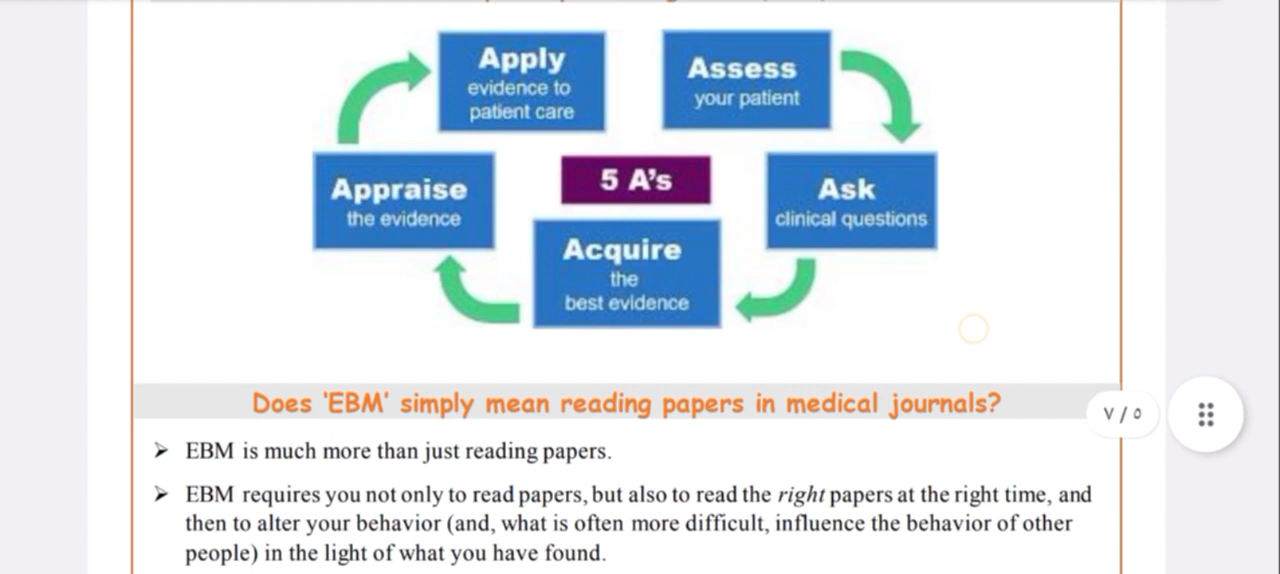 Apply
evidence to
patient care
Assess
your patient
Appraise
the evidence
5 A's
Ask
clinical questions
Acquire
the
best evidence
Does 'EBM' simply mean reading papers in medical journals?
٧ / ٥
➢ EBM is much more than just reading papers.
➢ EBM requires you not only to read papers, but also to read the right papers at the right time, and
then to alter your behavior (and, what is often more difficult, influence the behavior of other
people) in the light of what you have found.